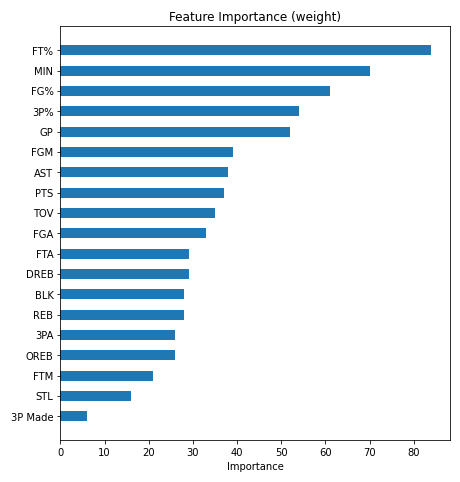 Feature Importance (weight)
FT%
MIN
FG%
3P%
GP
FGM
AST
PTS
TOV
FGA
FTA
DREB
BLK
REB
3PA
OREB
FTM
STL
3P Made
0 10 20 30 40 50 60 70 80
Importance